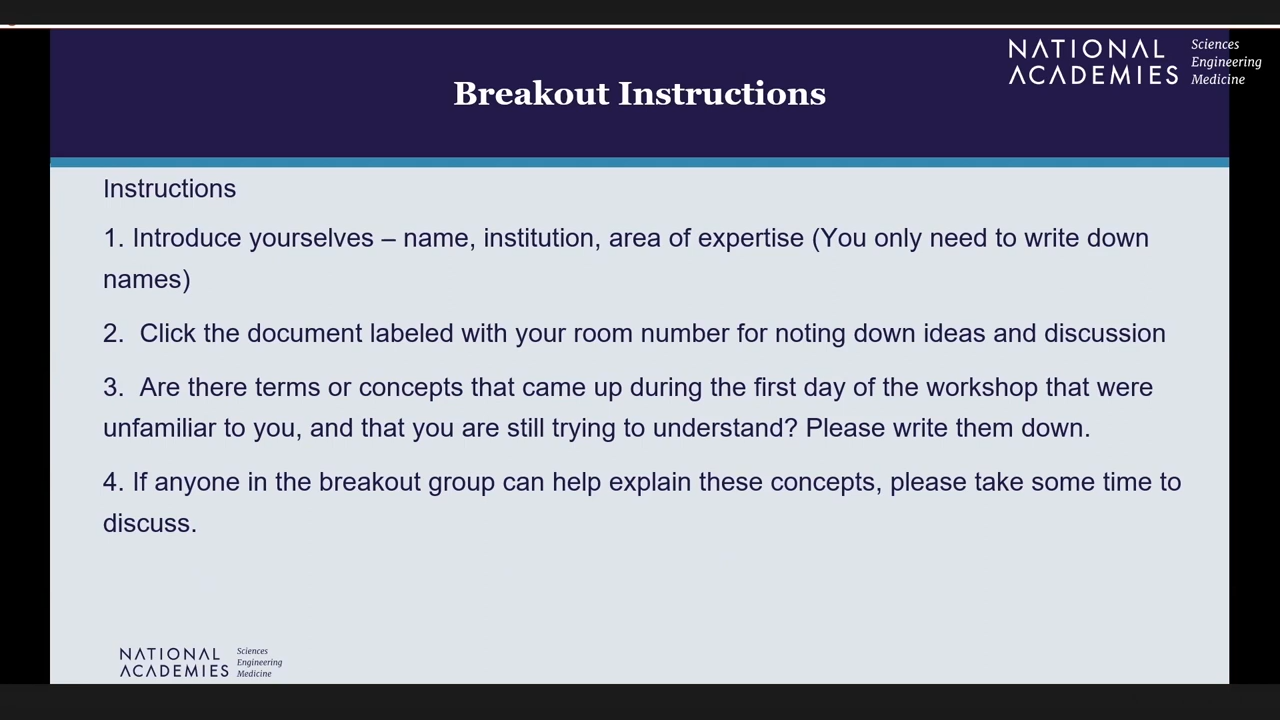 NATIONAL
ACADEMIES
Sciences
Engineering
Medicine
Breakout Instructions
Instructions
1. Introduce yourselves – name, institution, area of expertise (You only need to write down
names)
2.  Click the document labeled with your room number for noting down ideas and discussion
3.  Are there terms or concepts that came up during the first day of the workshop that were
unfamiliar to you, and that you are still trying to understand? Please write them down.
4. If anyone in the breakout group can help explain these concepts, please take some time to
discuss.
NATIONAL
ACADEMIES
Sciences
Engineering
Medicine